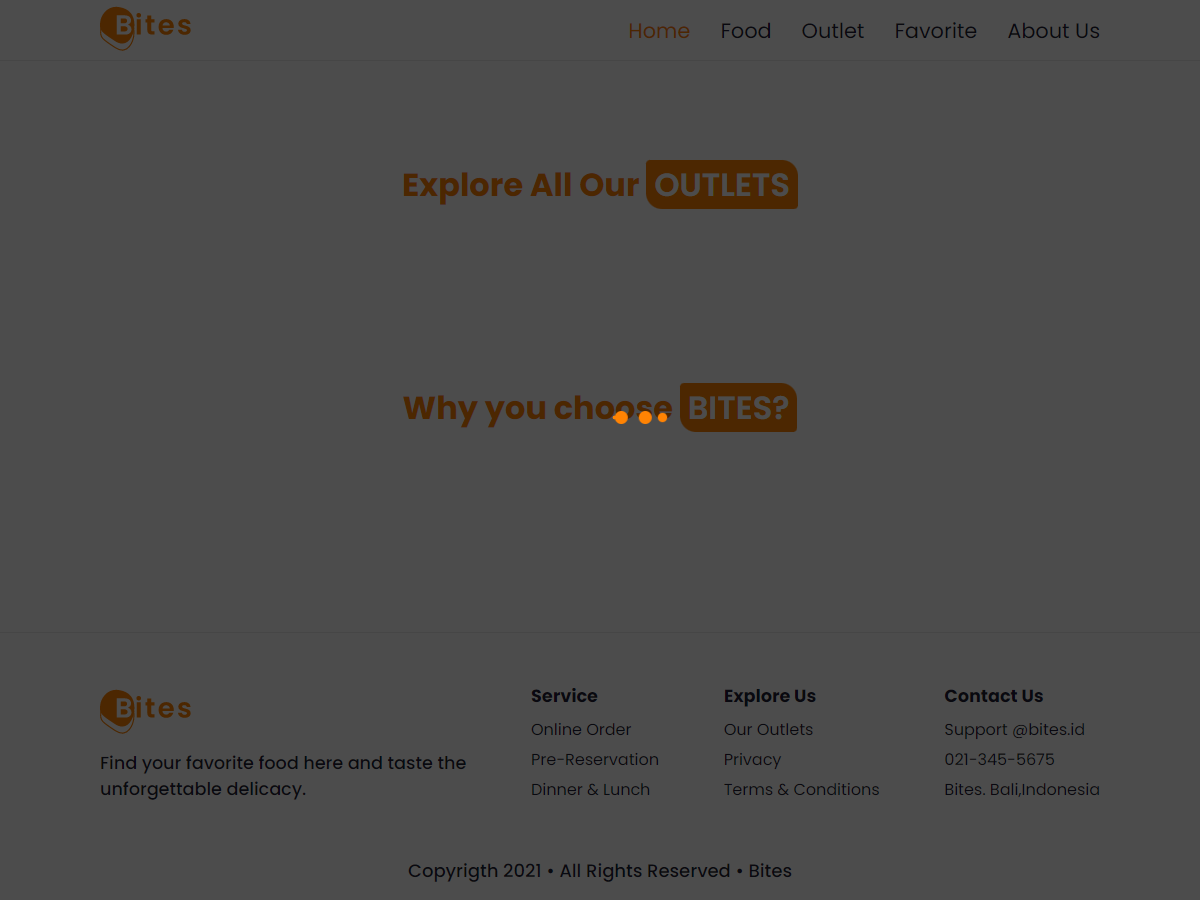 Bites
Home Food Outlet Favorite About Us
Explore All Our OUTLETS
Why you choose BITES?
Bites
Find your favorite food here and taste the
unforgettable delicacy.
Service
Online Order
Pre-Reservation
Dinner & Lunch
Explore Us
Our Outlets
Privacy
Terms & Conditions
Contact Us
Support @bites.id
021-345-5675
Bites. Bali,Indonesia
Copyrigth 2021 • All Rights Reserved • Bites